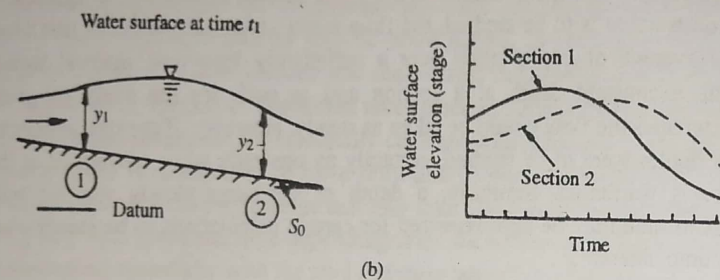 Water surface at time t1
y1
y2
1
2
Datum
S0
Water surface
elevation (stage)
Section 1
Section 2
Time
(b)